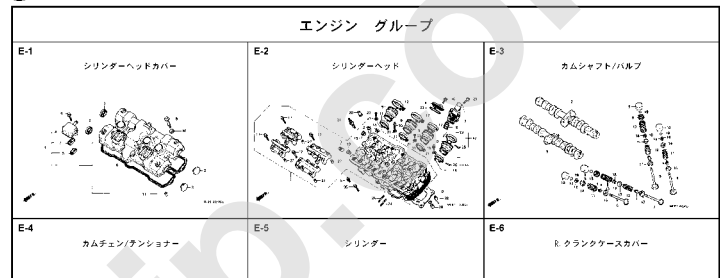 エンジン グループ
E-1
シリンダーヘッドカバー
E-2
シリンダーヘッド
E-3
カムシャフト/バルブ
E-4
カムチェン/テンショナー
E-5
シリンダー
E-6
R. クランクケースカバー